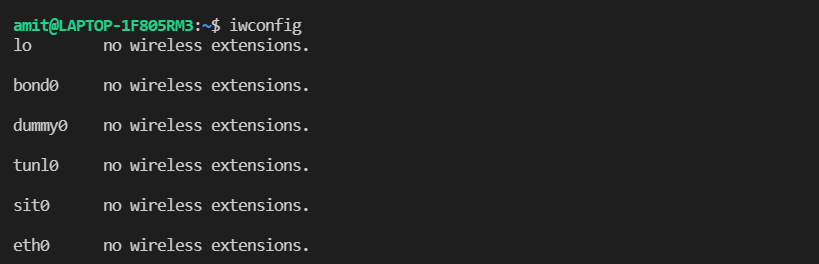 amit@LAPTOP-1F805RM3:~$ iwconfig
lo        no wireless extensions.
bond0     no wireless extensions.
dummy0    no wireless extensions.
tunl0     no wireless extensions.
sit0      no wireless extensions.
eth0      no wireless extensions.